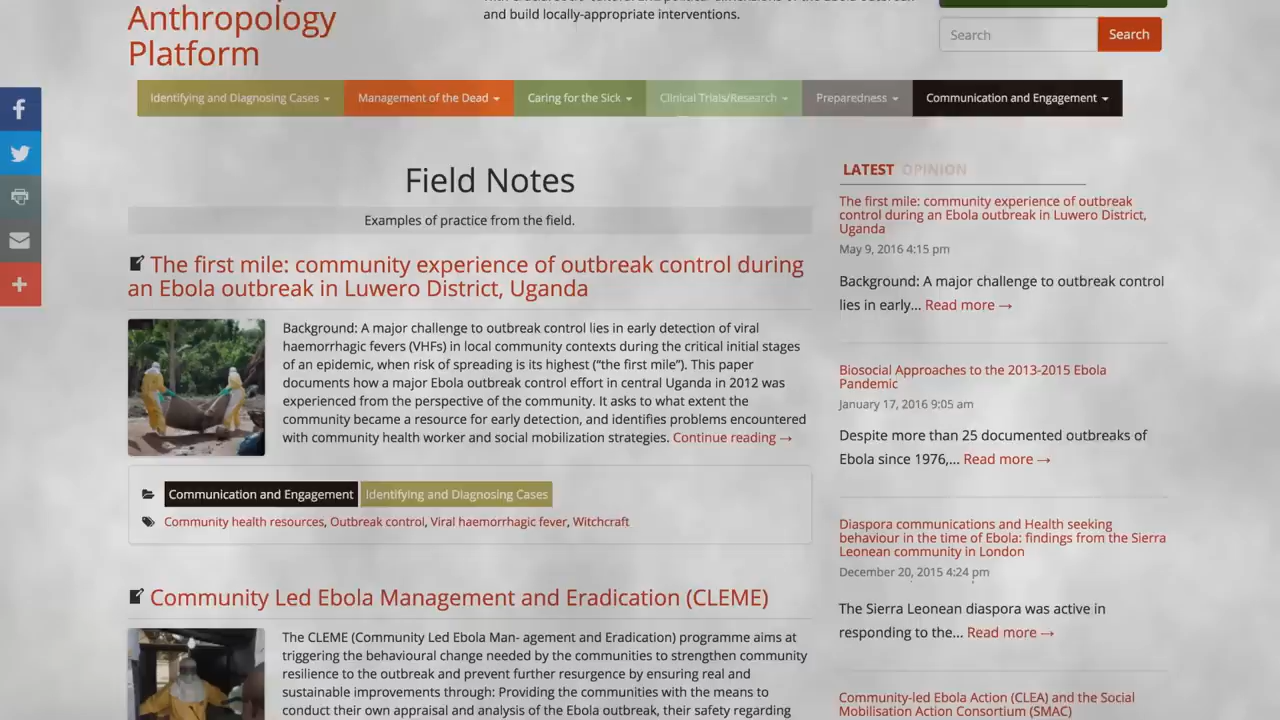 Anthropology
Platform
and build locally-appropriate interventions.
Search
Search
Identifying and Diagnosing Cases
Management of the Dead
Caring for the Sick
Clinical Trials/Research
Preparedness
Communication and Engagement
Field Notes
Examples of practice from the field.
The first mile: community experience of outbreak control during
an Ebola outbreak in Luwero District, Uganda
Background: A major challenge to outbreak control lies in early detection of viral
haemorrhagic fevers (VHFs) in local community contexts during the critical initial stages
of an epidemic, when risk of spreading is its highest (“the first mile”). This paper
documents how a major Ebola outbreak control effort in central Uganda in 2012 was
experienced from the perspective of the community. It asks to what extent the
community became a resource for early detection, and identifies problems encountered
with community health worker and social mobilization strategies. Continue reading →
Communication and Engagement
Identifying and Diagnosing Cases
Community health resources, Outbreak control, Viral haemorrhagic fever, Witchcraft
Community Led Ebola Management and Eradication (CLEME)
The CLEME (Community Led Ebola Man- agement and Eradication) programme aims at
triggering the behavioural change needed by the communities to strengthen community
resilience to the outbreak and prevent further resurgence by ensuring real and
sustainable improvements through: Providing the communities with the means to
conduct their own appraisal and analysis of the Ebola outbreak, their safety regarding
LATEST OPINION
The first mile: community experience of outbreak
control during an Ebola outbreak in Luwero District,
Uganda
May 9, 2016 4:15 pm
Background: A major challenge to outbreak control
lies in early... Read more →
Biosocial Approaches to the 2013-2015 Ebola
Pandemic
January 17, 2016 9:05 am
Despite more than 25 documented outbreaks of
Ebola since 1976,... Read more →
Diaspora communications and Health seeking
behaviour in the time of Ebola: findings from the Sierra
Leonean community in London
December 20, 2015 4:24 pm
The Sierra Leonean diaspora was active in
responding to the... Read more →
Community-led Ebola Action (CLEA) and the Social
Mobilisation Action Consortium (SMAC)